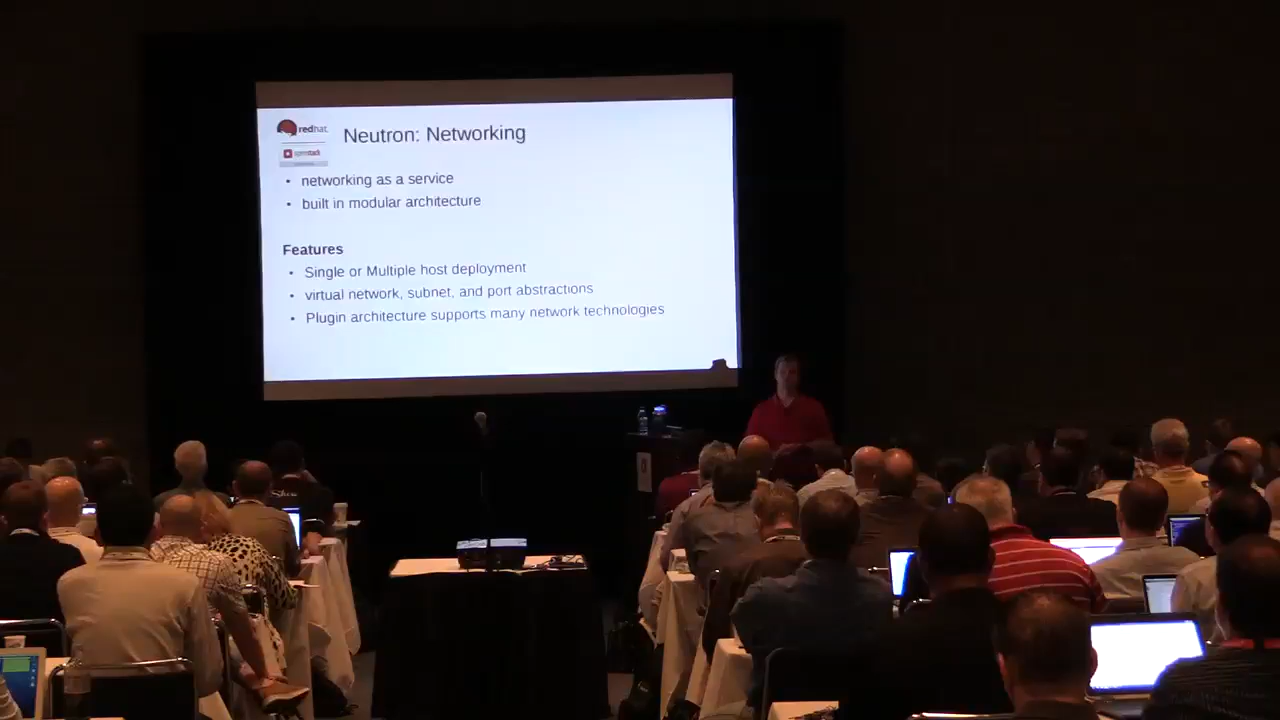 redhat.
openstack
Neutron: Networking
• networking as a service
• built in modular architecture
Features
• Single or Multiple host deployment
• virtual network, subnet, and port abstractions
• Plugin architecture supports many network technologies